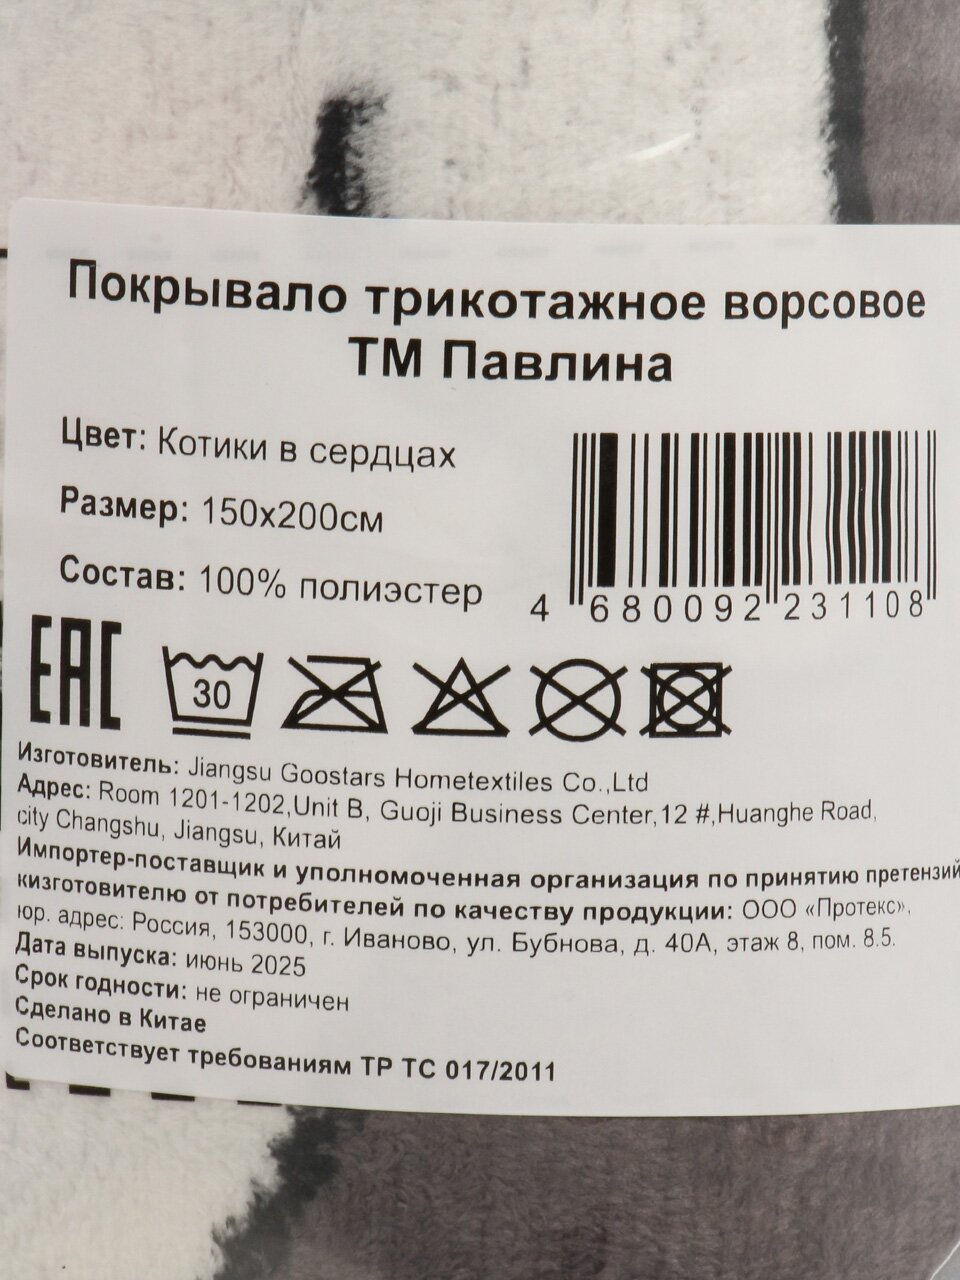 Покрывало трикотажное ворсовое
ТМ Павлина
Цвет: Котики в сердцах
Размер: 150х200см
Состав: 100% полиэстер
4 680092 231108
ЕАС
30
Изготовитель: Jiangsu Goostars Hometextiles Co.,Ltd
Адрес: Room 1201-1202,Unit B, Guoji Business Center,12 #,Huanghe Road,
city Changshu, Jiangsu, Китай
Импортер-поставщик и уполномоченная организация по принятию претензий
кизготовителю от потребителей по качеству продукции: ООО «Протекс»,
юр. адрес: Россия, 153000, г. Иваново, ул. Бубнова, д. 40А, этаж 8, пом. 8.5.
Дата выпуска: июнь 2025
Срок годности: не ограничен
Сделано в Китае
Соответствует требованиям ТР ТС 017/2011